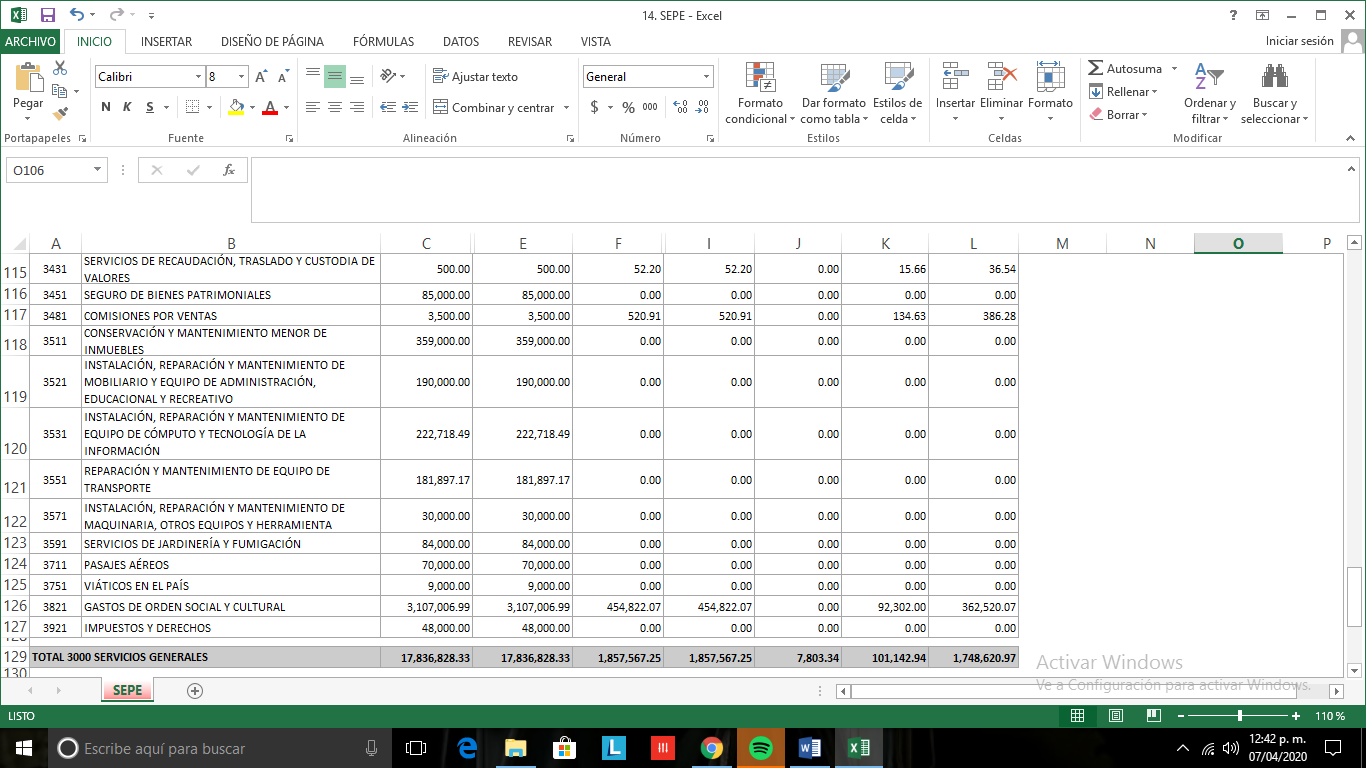 14. SEPE - Excel
?
ARCHIVO INICIO INSERTAR DISEÑO DE PÁGINA FÓRMULAS DATOS REVISAR VISTA Iniciar sesión
Pegar
Calibri 8
N K S
Ajustar texto
Combinar y centrar
General
$ % 000
Formato condicional
Dar formato como tabla
Estilos de celda
Insertar Eliminar Formato
Autosuma
Rellenar
Borrar
Ordenar y filtrar
Buscar y seleccionar
Portapapeles Fuente Alineación Número Estilos Celdas Modificar
O106
fx
A B C E F I J K L M N O P
115 3431 SERVICIOS DE RECAUDACIÓN, TRASLADO Y CUSTODIA DE
VALORES 500.00 500.00 52.20 52.20 0.00 15.66 36.54
116 3451 SEGURO DE BIENES PATRIMONIALES 85,000.00 85,000.00 0.00 0.00 0.00 0.00 0.00
117 3481 COMISIONES POR VENTAS 3,500.00 3,500.00 520.91 520.91 0.00 134.63 386.28
118 3511 CONSERVACIÓN Y MANTENIMIENTO MENOR DE
INMUEBLES 359,000.00 359,000.00 0.00 0.00 0.00 0.00 0.00
119 3521 INSTALACIÓN, REPARACIÓN Y MANTENIMIENTO DE
MOBILIARIO Y EQUIPO DE ADMINISTRACIÓN,
EDUCACIONAL Y RECREATIVO 190,000.00 190,000.00 0.00 0.00 0.00 0.00 0.00
120 3531 INSTALACIÓN, REPARACIÓN Y MANTENIMIENTO DE
EQUIPO DE CÓMPUTO Y TECNOLOGÍA DE LA
INFORMACIÓN 222,718.49 222,718.49 0.00 0.00 0.00 0.00 0.00
121 3551 REPARACIÓN Y MANTENIMIENTO DE EQUIPO DE
TRANSPORTE 181,897.17 181,897.17 0.00 0.00 0.00 0.00 0.00
122 3571 INSTALACIÓN, REPARACIÓN Y MANTENIMIENTO DE
MAQUINARIA, OTROS EQUIPOS Y HERRAMIENTA 30,000.00 30,000.00 0.00 0.00 0.00 0.00 0.00
123 3591 SERVICIOS DE JARDINERÍA Y FUMIGACIÓN 84,000.00 84,000.00 0.00 0.00 0.00 0.00 0.00
124 3711 PASAJES AÉREOS 70,000.00 70,000.00 0.00 0.00 0.00 0.00 0.00
125 3751 VIÁTICOS EN EL PAÍS 9,000.00 9,000.00 0.00 0.00 0.00 0.00 0.00
126 3821 GASTOS DE ORDEN SOCIAL Y CULTURAL 3,107,006.99 3,107,006.99 454,822.07 454,822.07 0.00 92,302.00 362,520.07
127 3921 IMPUESTOS Y DERECHOS 48,000.00 48,000.00 0.00 0.00 0.00 0.00 0.00
128
129 TOTAL 3000 SERVICIOS GENERALES 17,836,828.33 17,836,828.33 1,857,567.25 1,857,567.25 7,803.34 101,142.94 1,748,620.97
130
Activar Windows
Ve a Configuración para activar Windows.
SEPE
LISTO 110 %
Escribe aquí para buscar
12:42 p. m.
07/04/2020